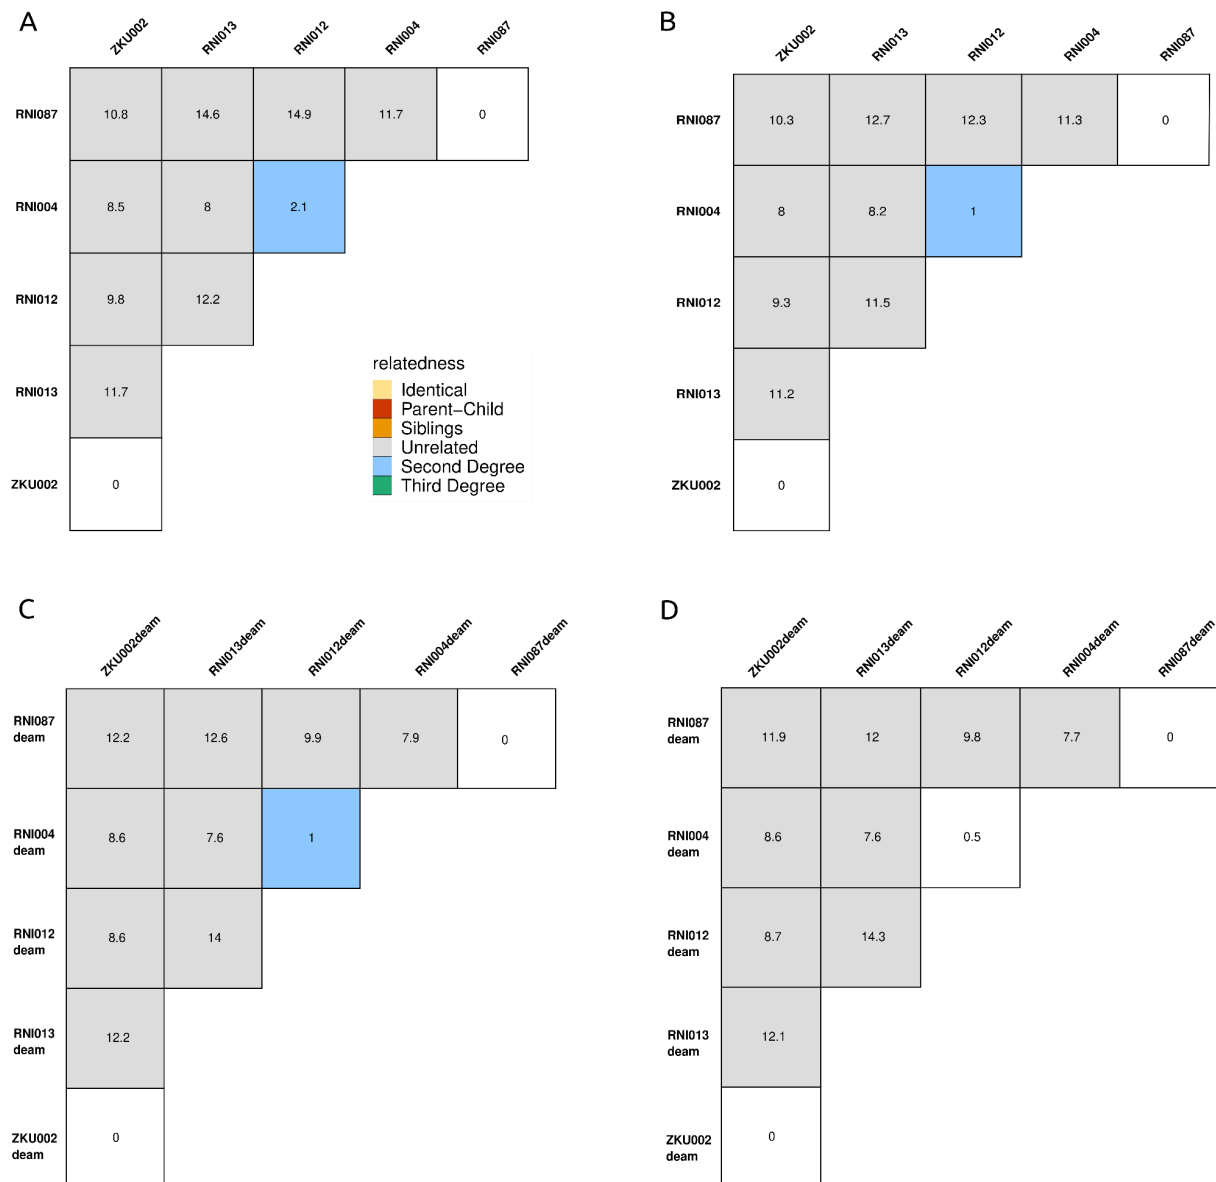 A
ZKU002 RNI013 RNI012 RNI004 RNI087
RNI087 10.8 14.6 14.9 11.7 0
RNI004 8.5 8 2.1
RNI012 9.8 12.2
RNI013 11.7
ZKU002 0
relatedness
Identical
Parent−Child
Siblings
Unrelated
Second Degree
Third Degree
B
ZKU002 RNI013 RNI012 RNI004 RNI087
RNI087 10.3 12.7 12.3 11.3 0
RNI004 8 8.2 1
RNI012 9.3 11.5
RNI013 11.2
ZKU002 0
C
ZKU002deam RNI013deam RNI012deam RNI004deam RNI087deam
RNI087
deam
12.2 12.6 9.9 7.9 0
RNI004
deam
8.6 7.6 1
RNI012
deam
8.6 14
RNI013
deam
12.2
ZKU002
deam
0
D
ZKU002deam RNI013deam RNI012deam RNI004deam RNI087deam
RNI087
deam
11.9 12 9.8 7.7 0
RNI004
deam
8.6 7.6 0.5
RNI012
deam
8.7 14.3
RNI013
deam
12.1
ZKU002
deam
0